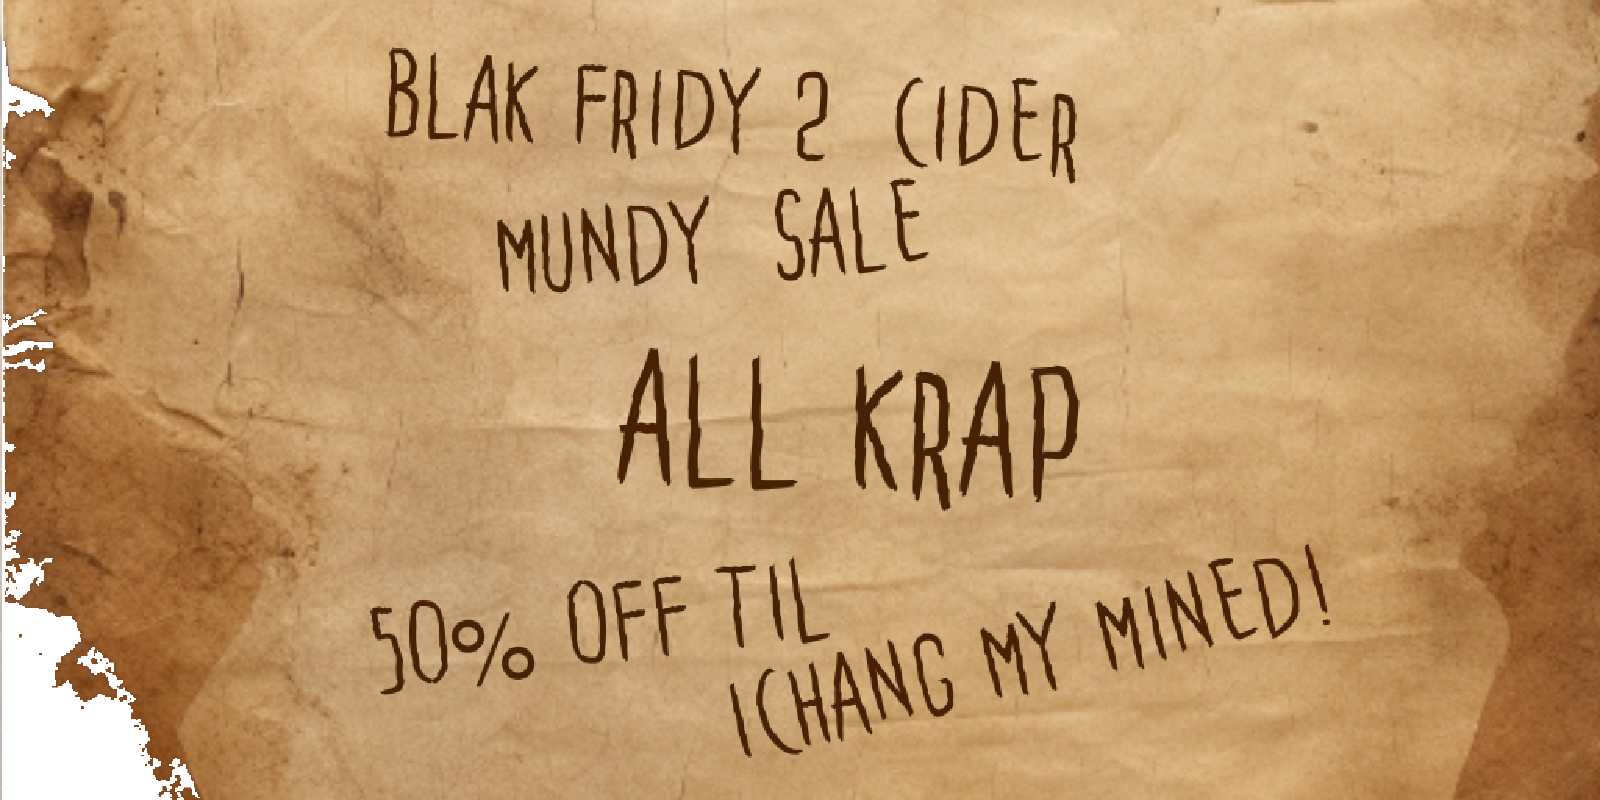 BLAK FRIDY 2 CIDER
MUNDY SALE
ALL KRAP
50% OFF TIL
ICHANG MY MINED!